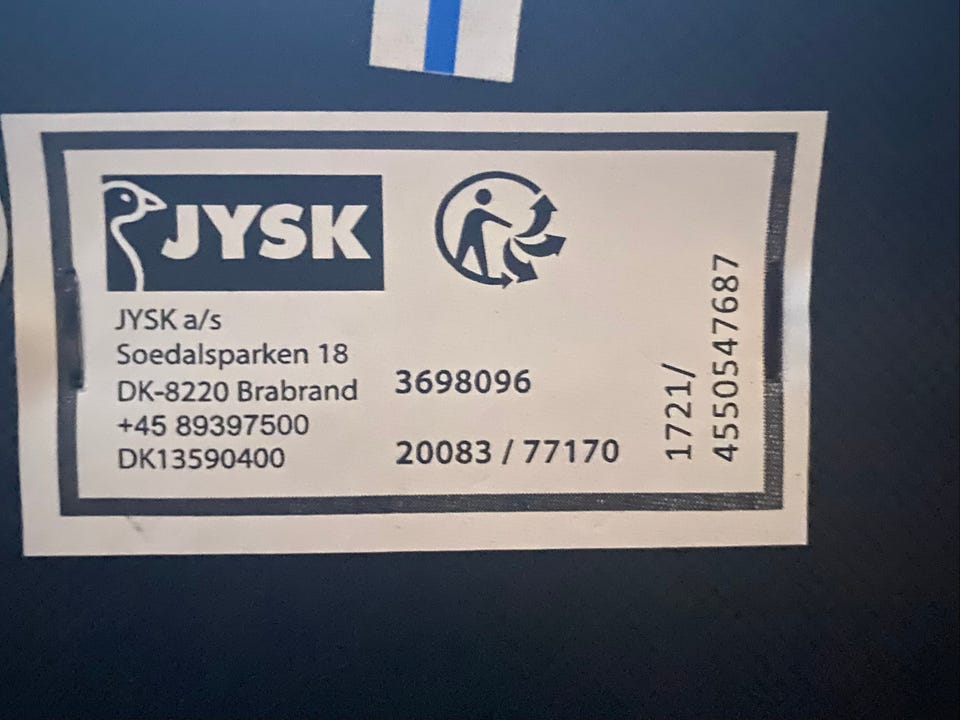 JYSK
JYSK a/s
Soedalsparken 18
DK-8220 Brabrand
+45 89397500
DK13590400
3698096
20083 / 77170
1721/
4550547687